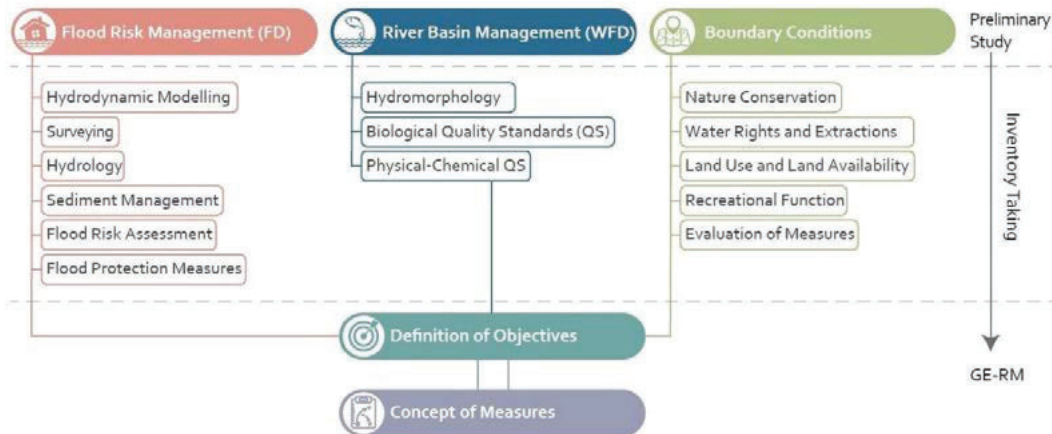 Flood Risk Management (FD)
River Basin Management (WFD)
Boundary Conditions
Preliminary
Study
Hydrodynamic Modelling
Surveying
Hydrology
Sediment Management
Flood Risk Assessment
Flood Protection Measures
Hydromorphology
Biological Quality Standards (QS)
Physical-Chemical QS
Nature Conservation
Water Rights and Extractions
Land Use and Land Availability
Recreational Function
Evaluation of Measures
Inventory Taking
Definition of Objectives
GE-RM
Concept of Measures